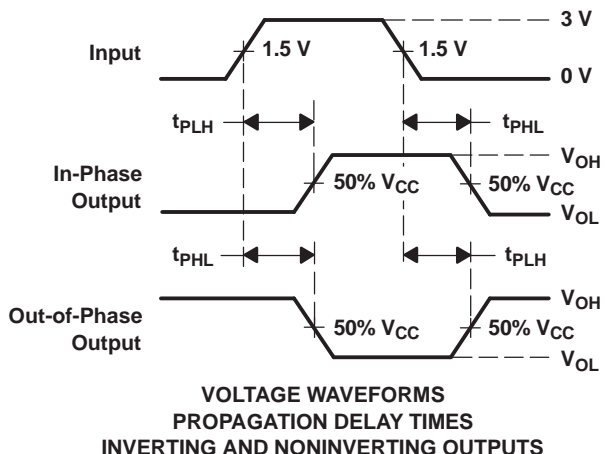 3 V
Input
1.5 V
1.5 V
0 V
tPLH
tPHL
VOH
In-Phase
Output
50% VCC
50% VCC
VOL
tPHL
tPLH
VOH
Out-of-Phase
Output
50% VCC
50% VCC
VOL
VOLTAGE WAVEFORMS
PROPAGATION DELAY TIMES
INVERTING AND NONINVERTING OUTPUTS